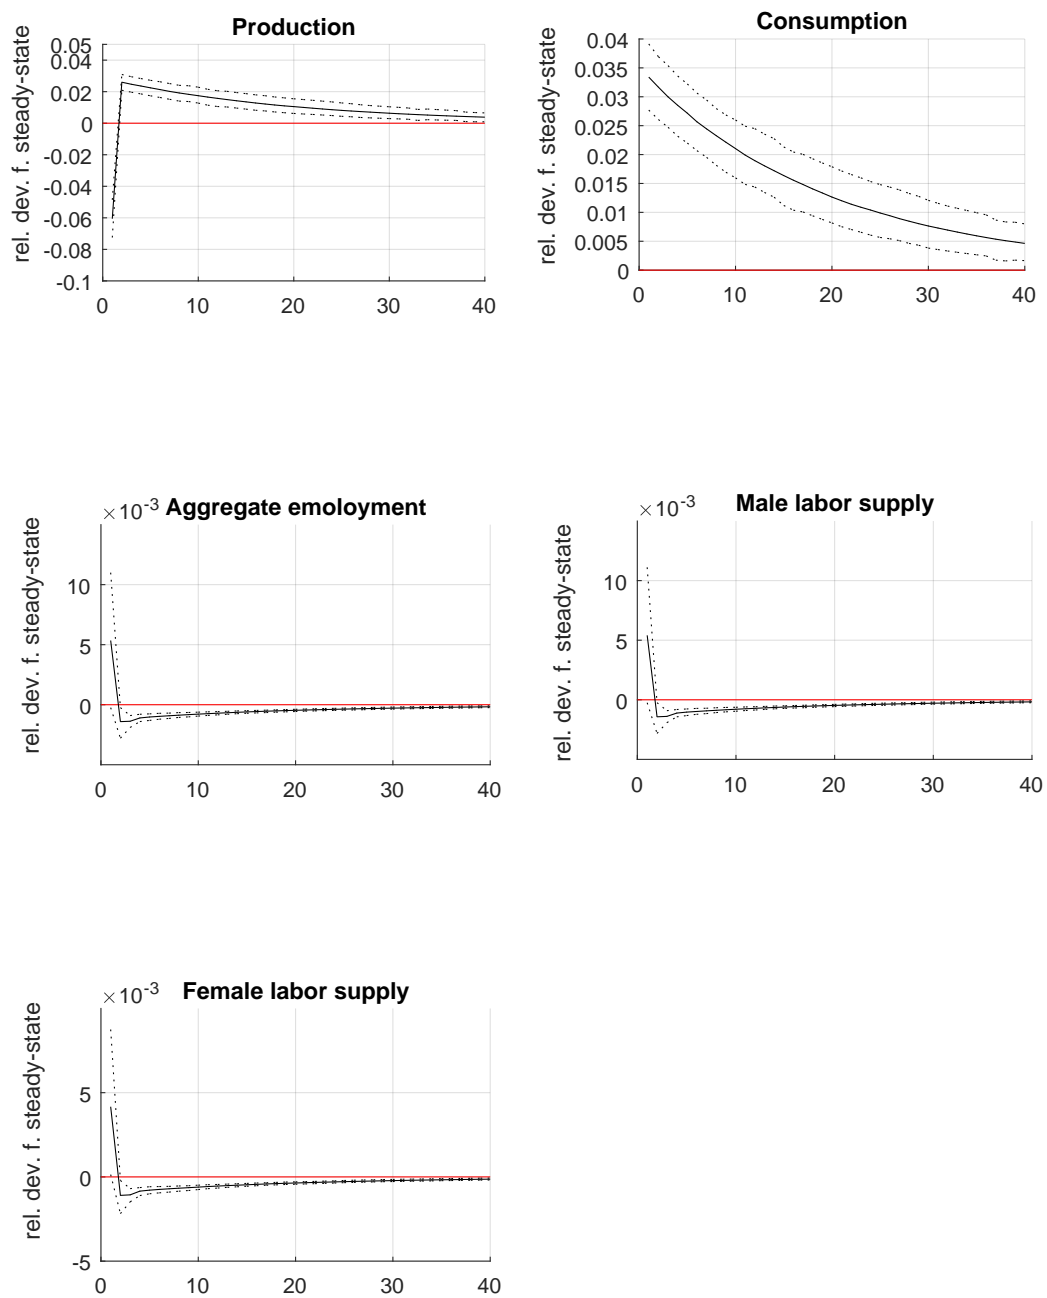 Production
rel. dev. f. steady-state
0.05
0.04
0.02
0
-0.02
-0.04
-0.06
-0.08
-0.1
0 10 20 30 40
Consumption
rel. dev. f. steady-state
0.04
0.035
0.03
0.025
0.02
0.015
0.01
0.005
0
0 10 20 30 40
×10-3 Aggregate emoloyment
rel. dev. f. steady-state
10
5
0
0 10 20 30 40
×10-3 Male labor supply
rel. dev. f. steady-state
10
5
0
0 10 20 30 40
×10-3 Female labor supply
rel. dev. f. steady-state
5
0
-5
0 10 20 30 40